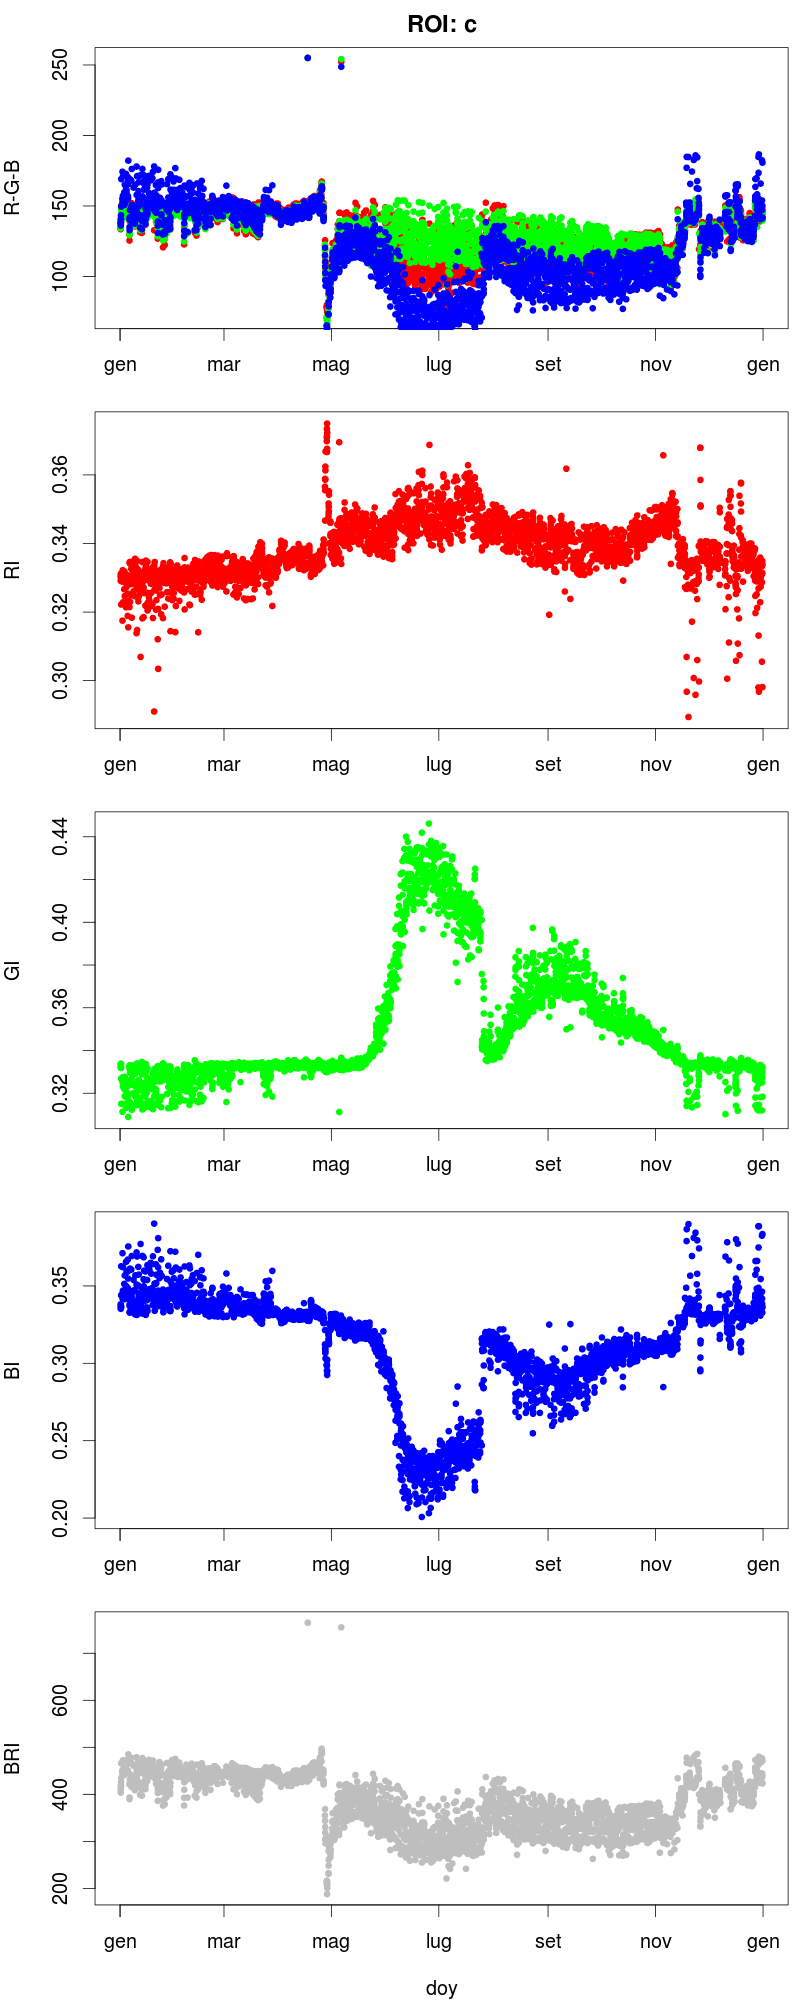 ROI: c
R-G-B
250
200
150
100
gen mar mag lug set nov gen
RI
0.36
0.34
0.32
0.30
gen mar mag lug set nov gen
GI
0.44
0.40
0.36
0.32
gen mar mag lug set nov gen
BI
0.35
0.30
0.25
0.20
gen mar mag lug set nov gen
BRI
600
400
200
gen mar mag lug set nov gen
doy